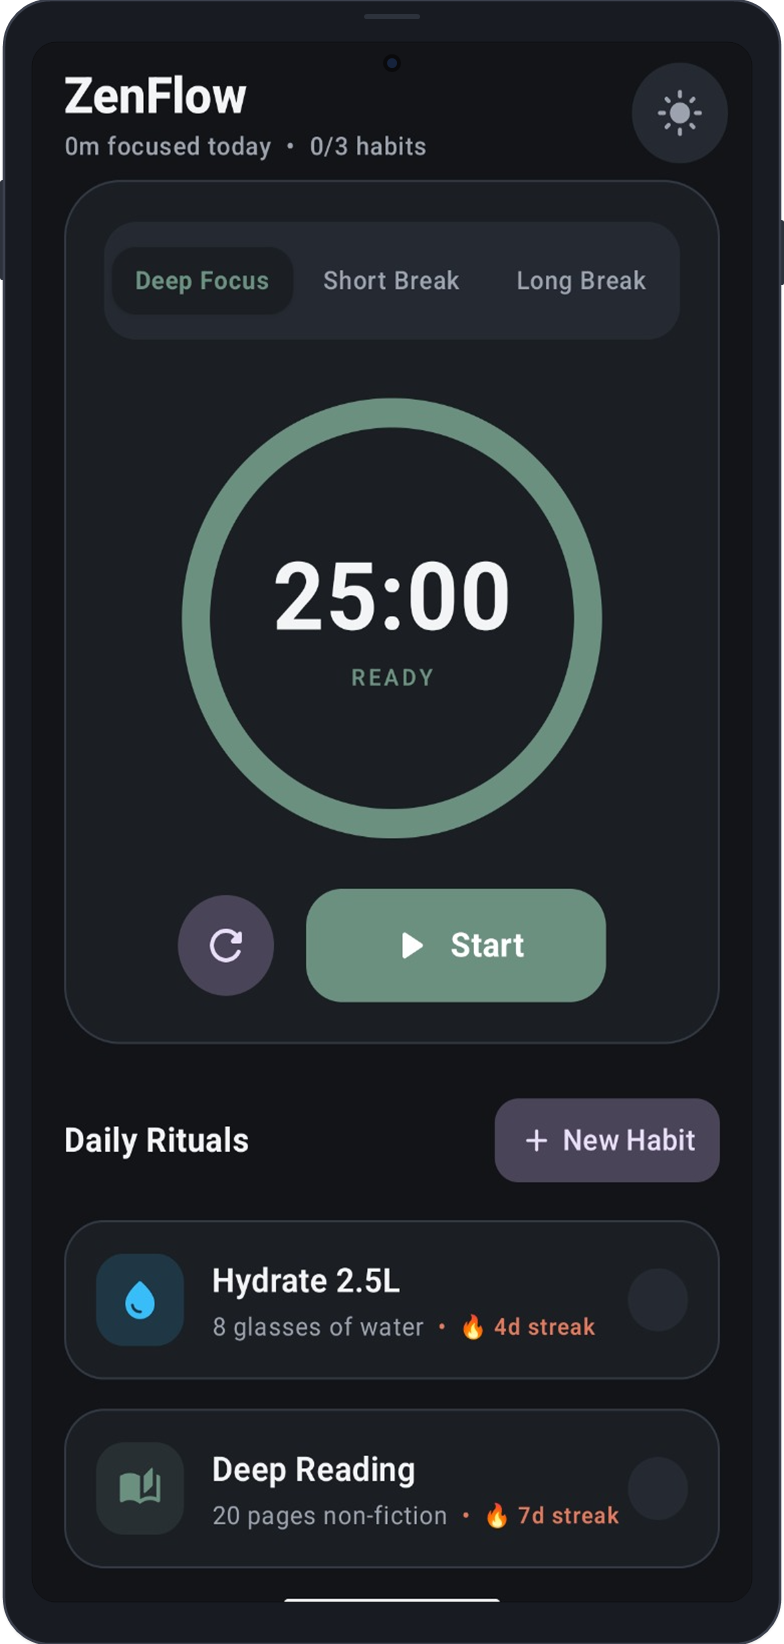 ZenFlow
0m focused today • 0/3 habits
Deep Focus Short Break Long Break
25:00
READY
Start
Daily Rituals
+ New Habit
Hydrate 2.5L
8 glasses of water • 🔥 4d streak
Deep Reading
20 pages non-fiction • 🔥 7d streak